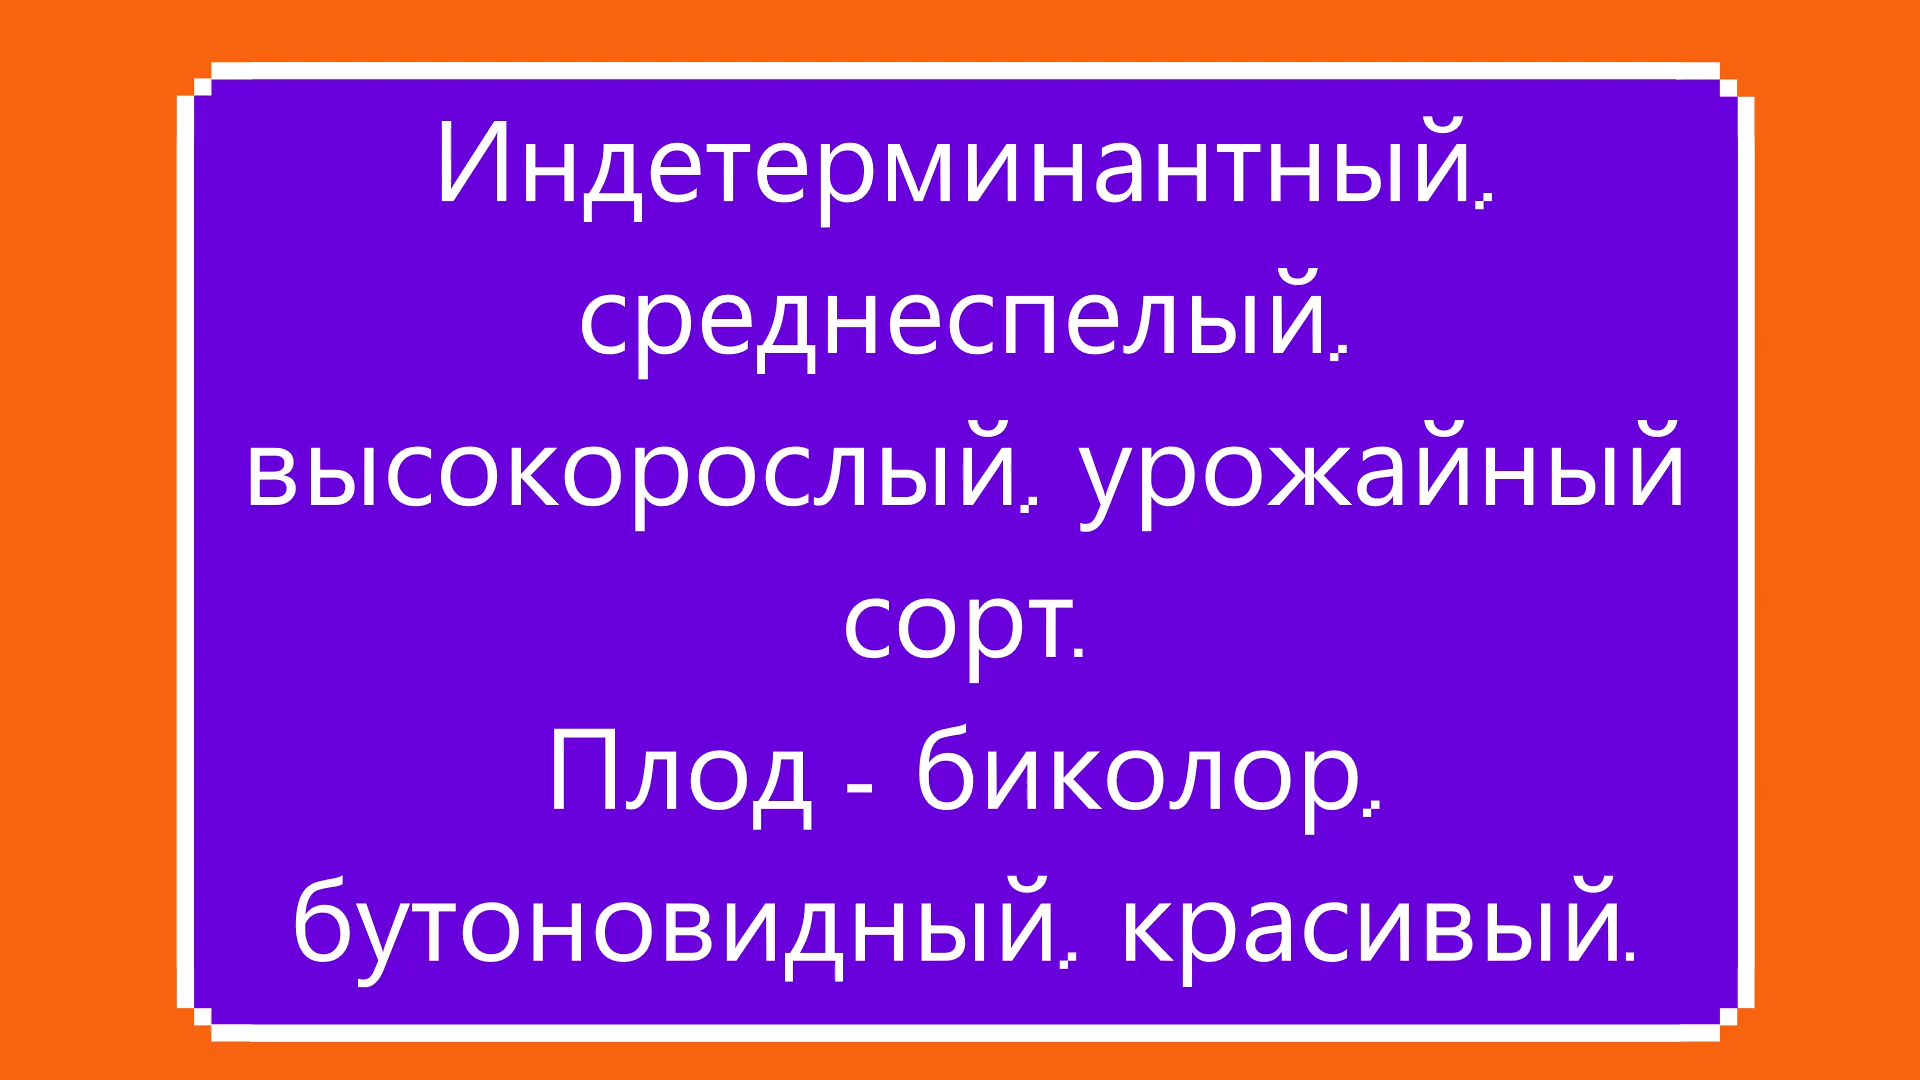 Индетерминантный,
среднеспелый,
высокорослый, урожайный
сорт.
Плод - биколор,
бутоновидный, красивый.